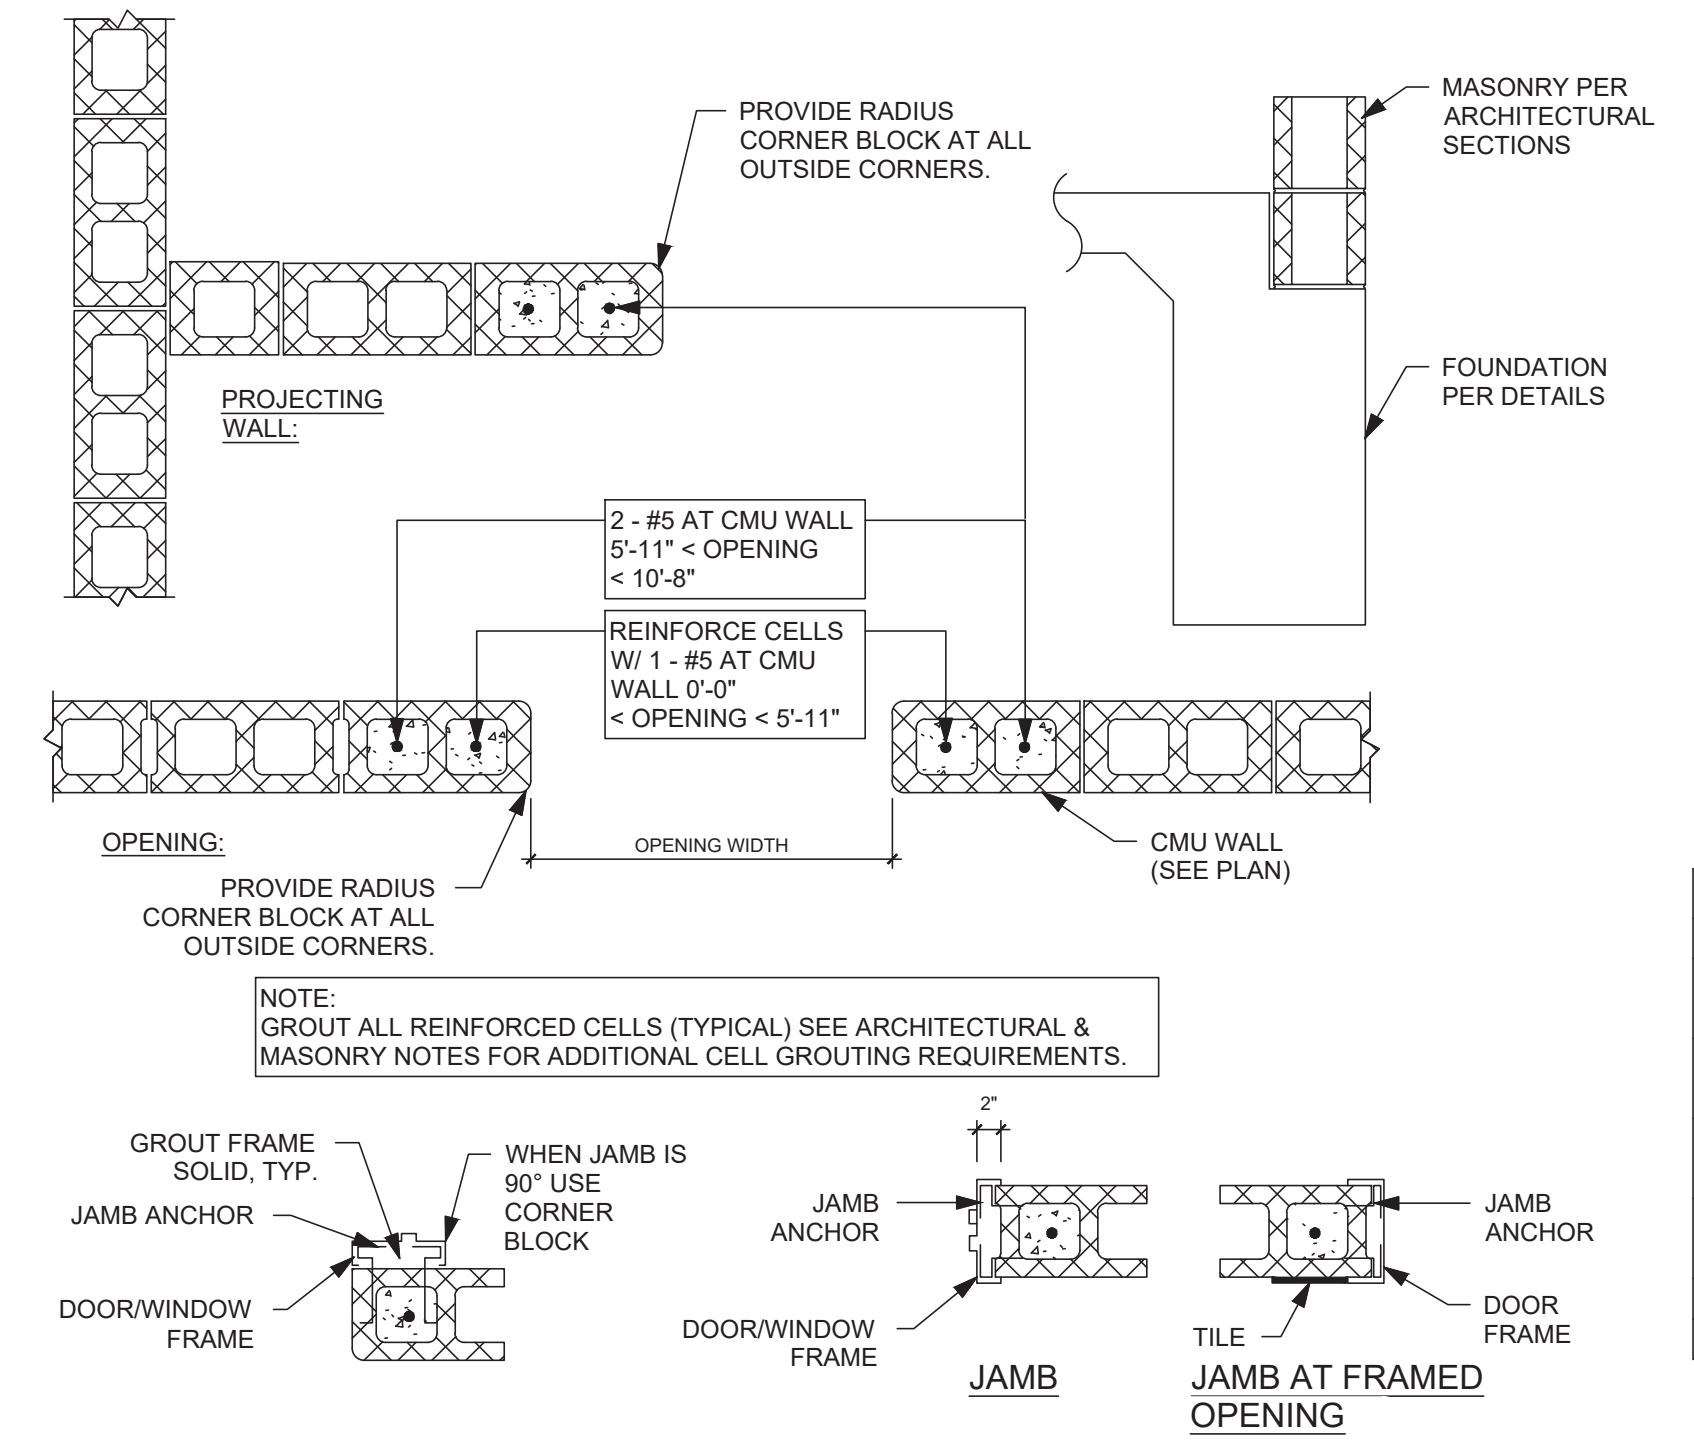 PROVIDE RADIUS
CORNER BLOCK AT ALL
OUTSIDE CORNERS.
MASONRY PER
ARCHITECTURAL
SECTIONS
FOUNDATION
PER DETAILS
PROJECTING
WALL:
2 - #5 AT CMU WALL
5'-11" < OPENING
< 10'-8"
REINFORCE CELLS
W/ 1 - #5 AT CMU
WALL 0'-0"
< OPENING < 5'-11"
OPENING:
OPENING WIDTH
CMU WALL
(SEE PLAN)
PROVIDE RADIUS
CORNER BLOCK AT ALL
OUTSIDE CORNERS.
NOTE:
GROUT ALL REINFORCED CELLS (TYPICAL) SEE ARCHITECTURAL &
MASONRY NOTES FOR ADDITIONAL CELL GROUTING REQUIREMENTS.
GROUT FRAME
SOLID, TYP.
JAMB ANCHOR
DOOR/WINDOW
FRAME
WHEN JAMB IS
90° USE
CORNER
BLOCK
2"
JAMB
ANCHOR
DOOR/WINDOW
FRAME
JAMB
JAMB
ANCHOR
DOOR
FRAME
TILE
JAMB AT FRAMED
OPENING